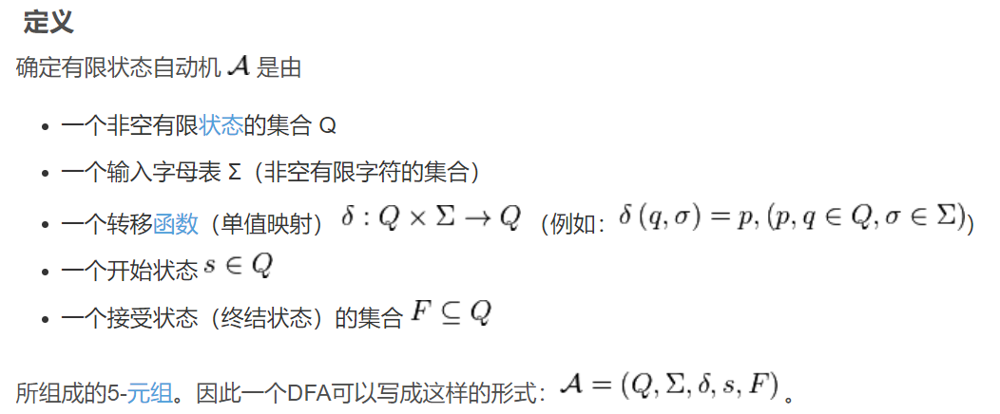 定义
确定有限状态自动机 𝒜 是由
• 一个非空有限状态的集合 Q
• 一个输入字母表 Σ（非空有限字符的集合）
• 一个转移函数（单值映射） δ : Q × Σ → Q （例如：δ (q, σ) = p, (p, q ∈ Q, σ ∈ Σ)）
• 一个开始状态 s ∈ Q
• 一个接受状态（终结状态）的集合 F ⊆ Q
所组成的5-元组。因此一个DFA可以写成这样的形式：𝒜 = (Q, Σ, δ, s, F) 。